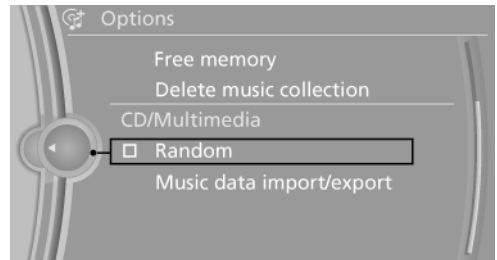 Options
Free memory
Delete music collection
CD/Multimedia
Random
Music data import/export